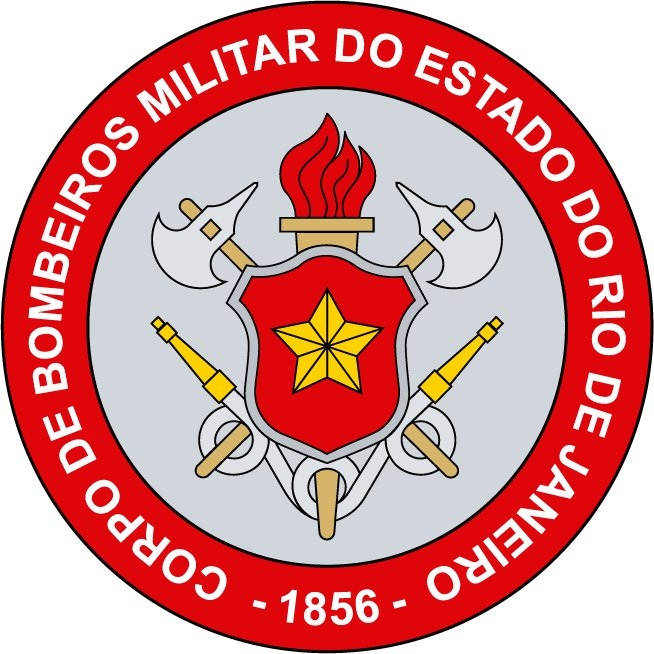 CORPO DE BOMBEIROS MILITAR DO ESTADO DO RIO DE JANEIRO
- 1856 -